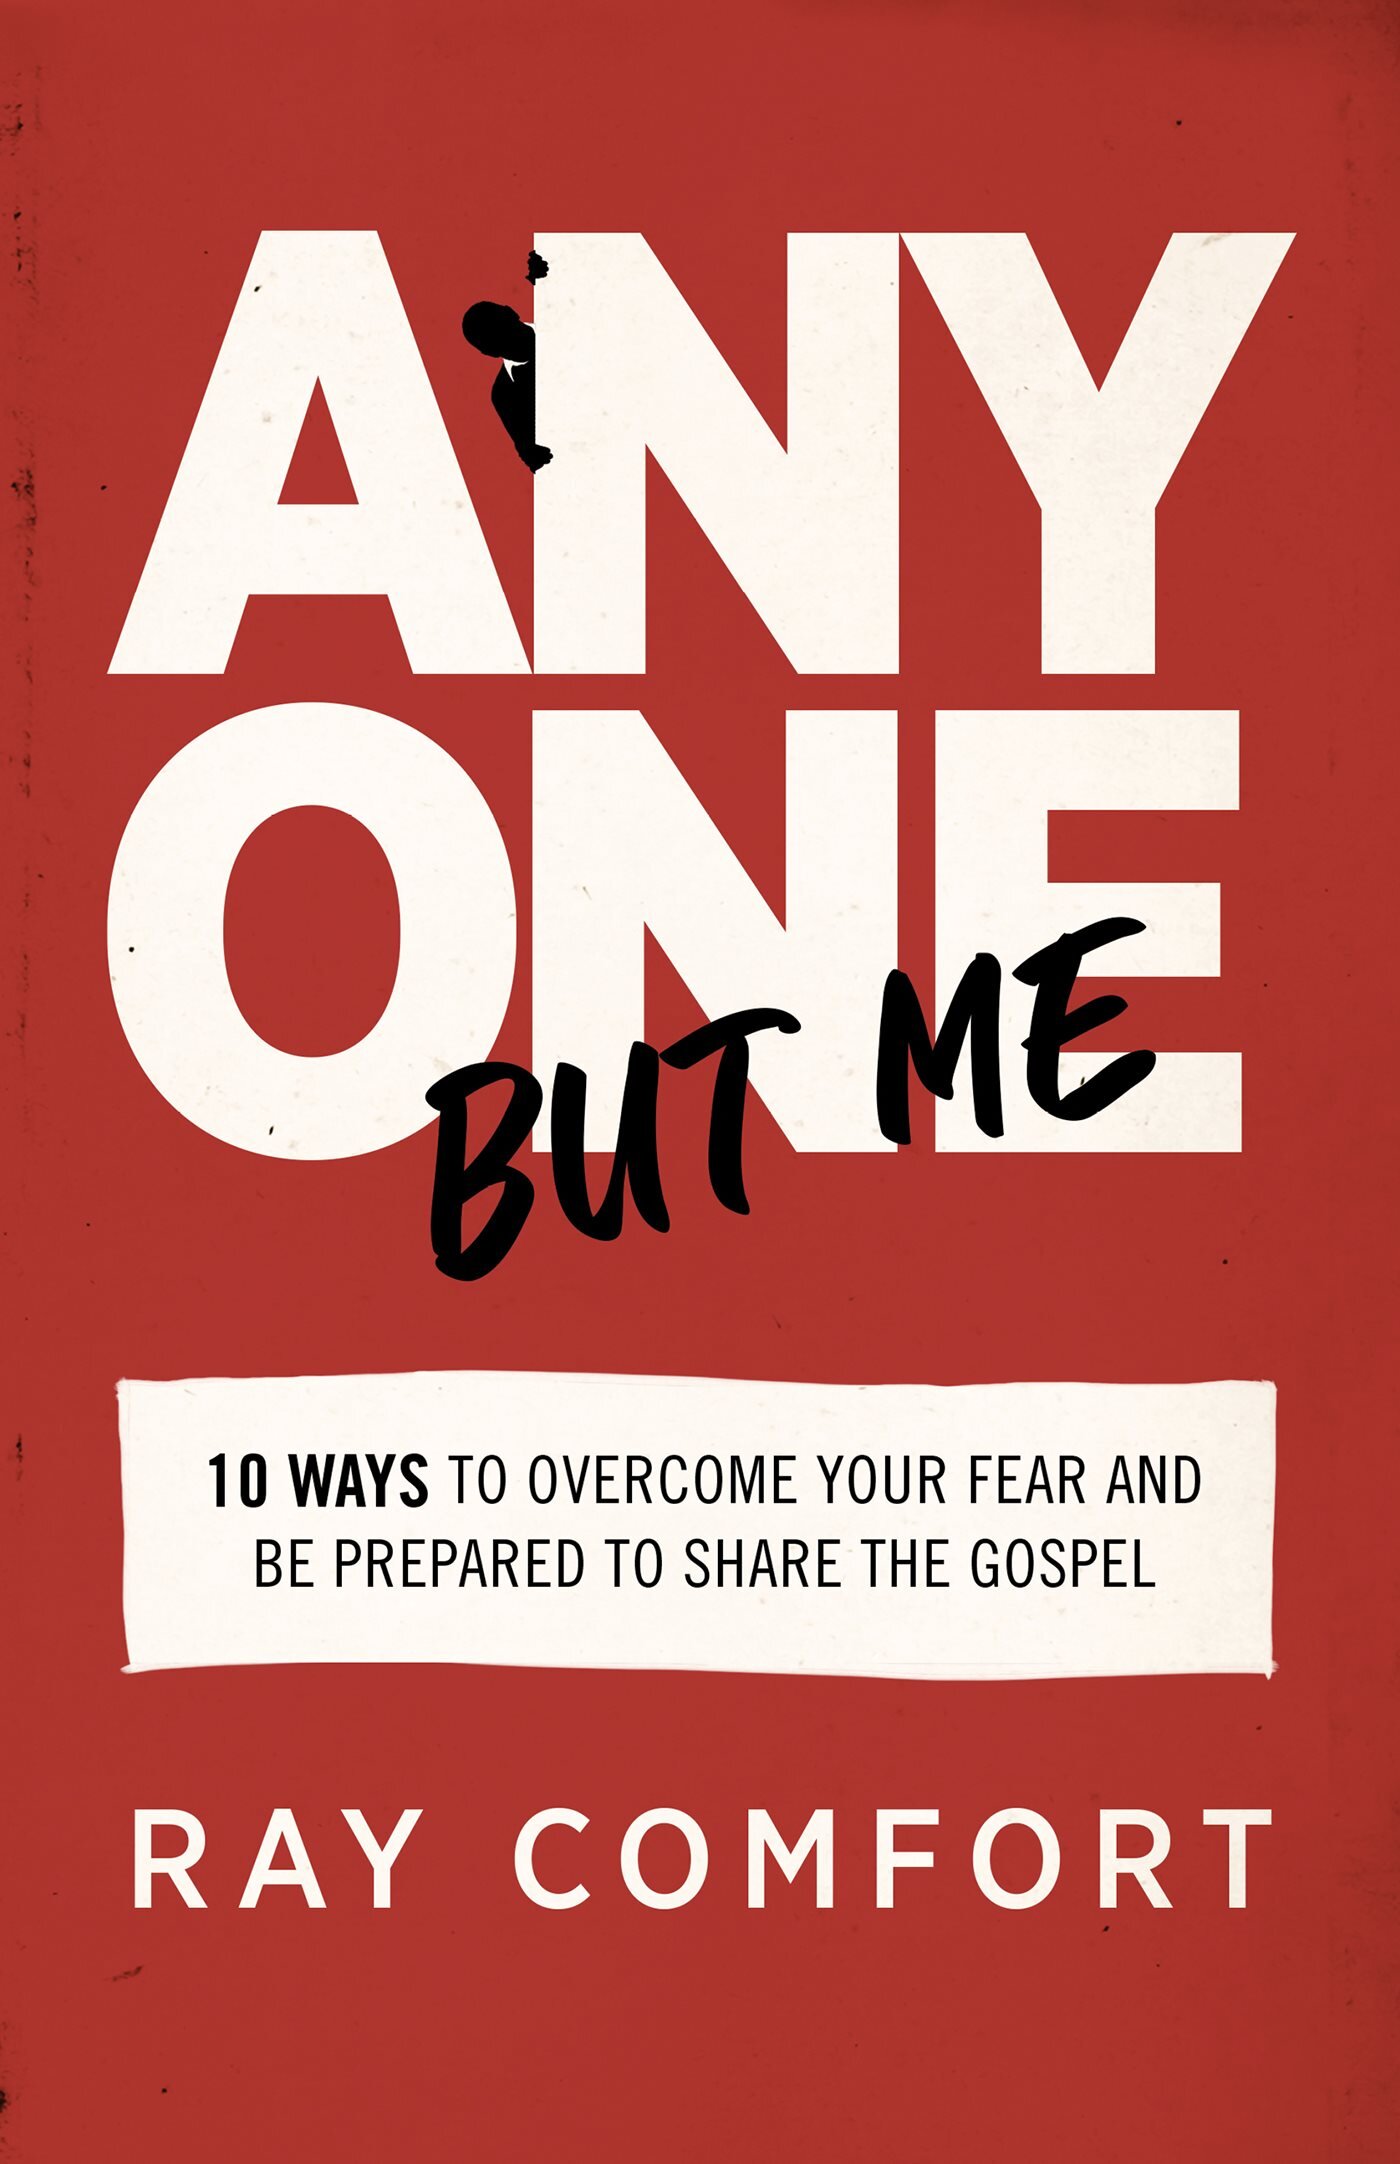 ANY
ONE
BUT ME
10 WAYS TO OVERCOME YOUR FEAR AND
BE PREPARED TO SHARE THE GOSPEL
RAY COMFORT